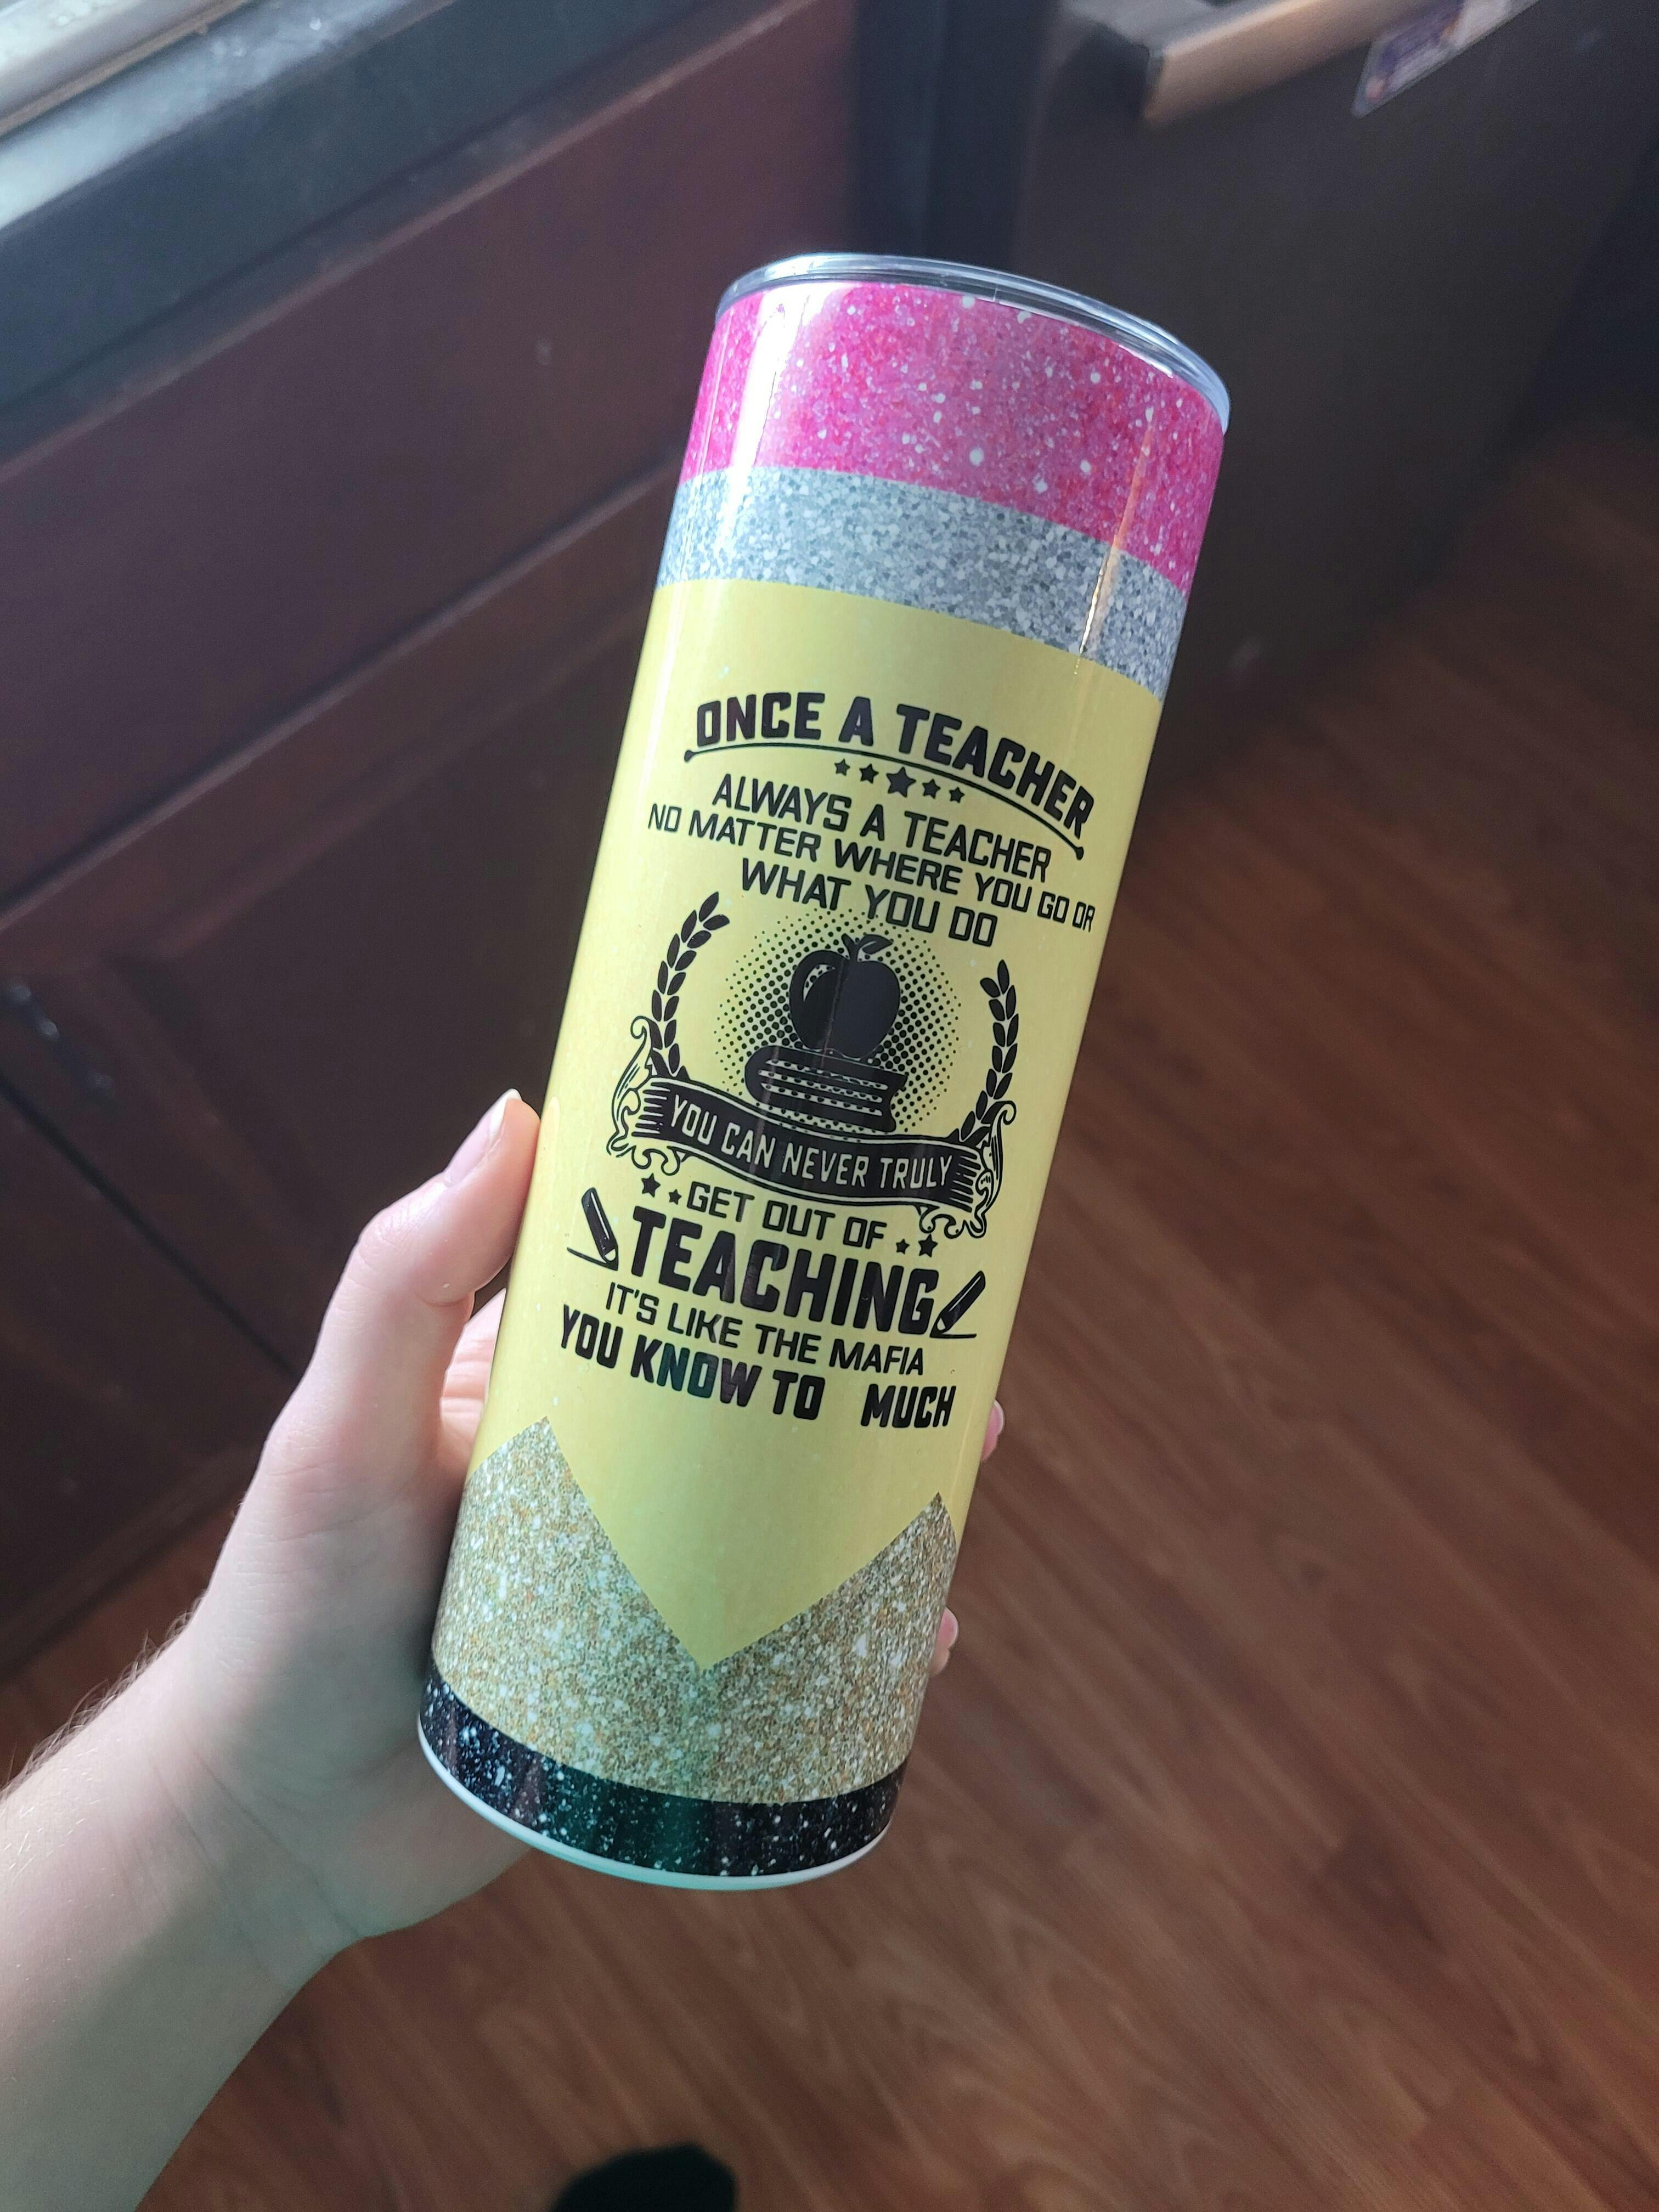 ONCE A TEACHER
ALWAYS A TEACHER
NO MATTER WHERE YOU GO OR
WHAT YOU DO
YOU CAN NEVER TRULY
GET OUT OF
TEACHING
IT'S LIKE THE MAFIA
YOU KNOW TO MUCH